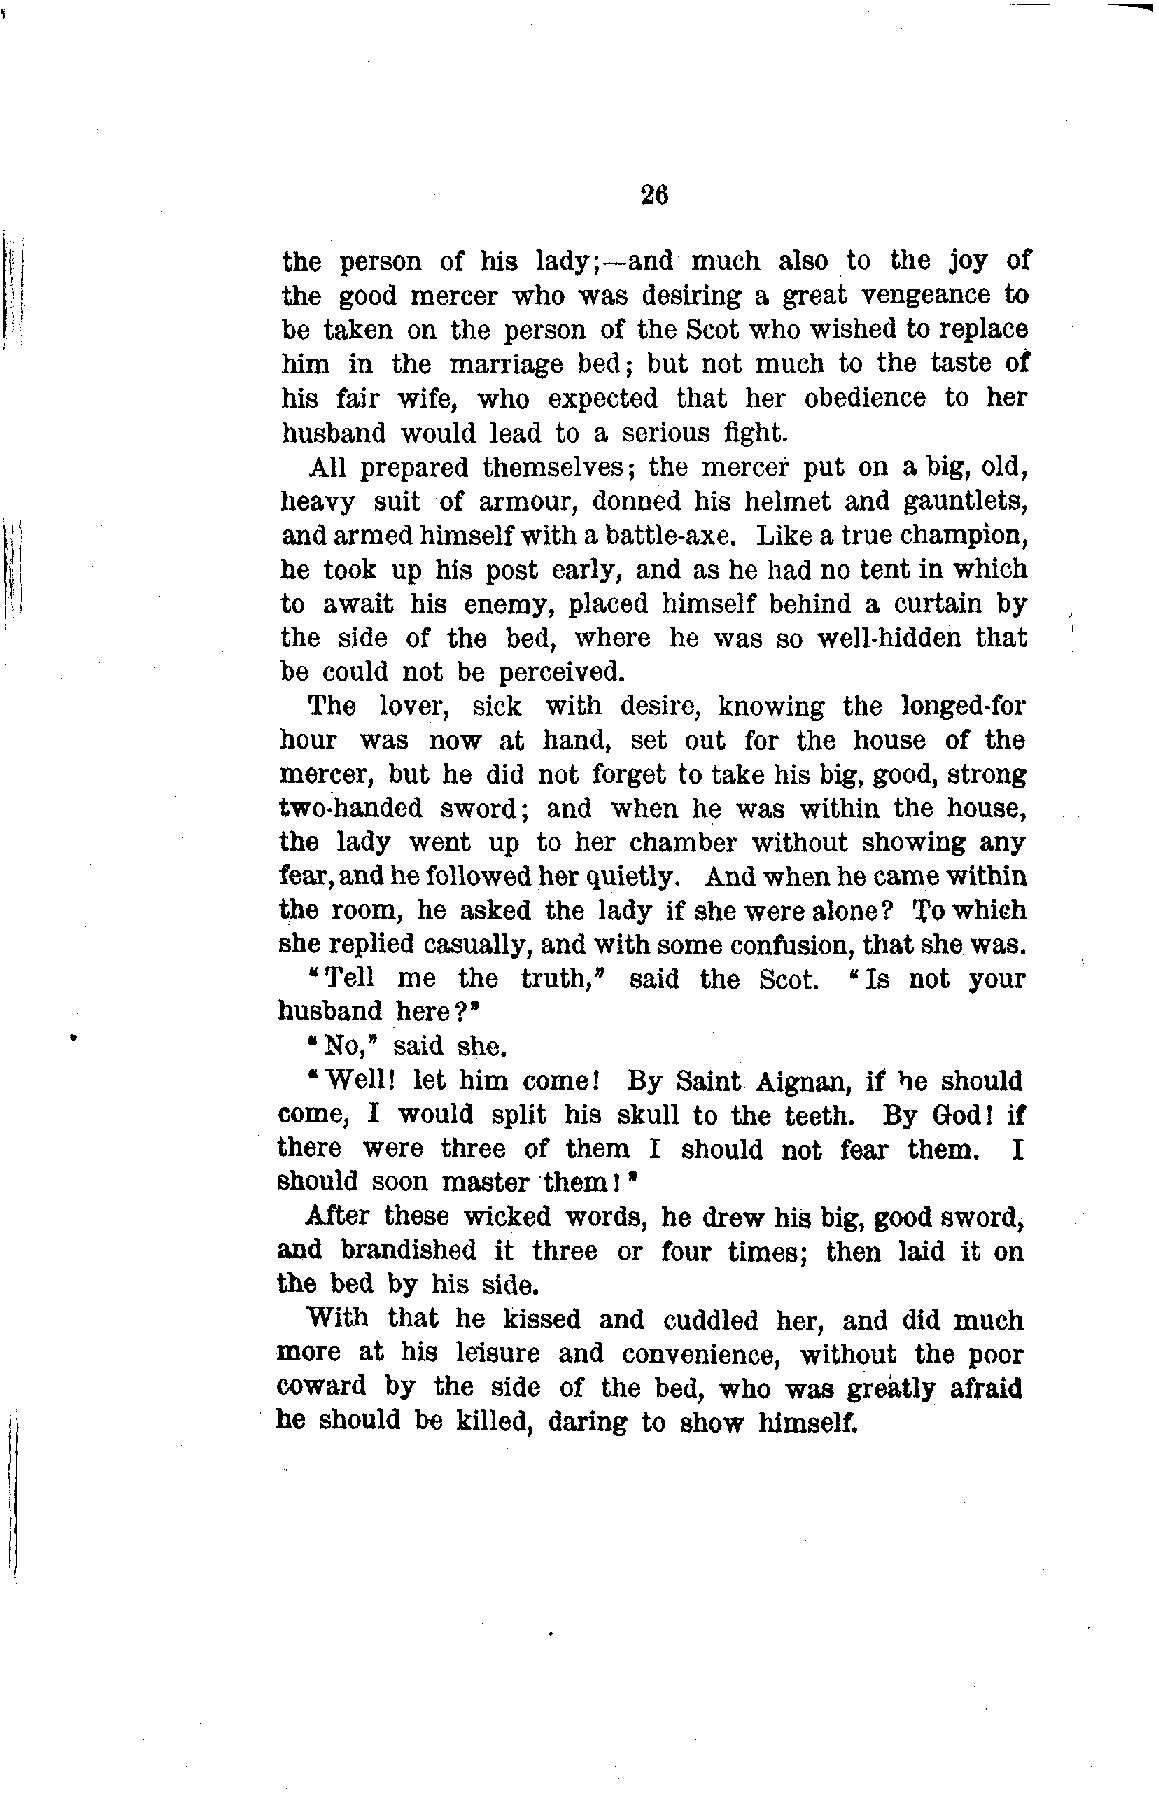 26
the person of his lady;—and much also to the joy of
the good mercer who was desiring a great vengeance to
be taken on the person of the Scot who wished to replace
him in the marriage bed; but not much to the taste of
his fair wife, who expected that her obedience to her
husband would lead to a serious fight.
All prepared themselves; the mercer put on a big, old,
heavy suit of armour, donned his helmet and gauntlets,
and armed himself with a battle-axe. Like a true champion,
he took up his post early, and as he had no tent in which
to await his enemy, placed himself behind a curtain by
the side of the bed, where he was so well-hidden that
be could not be perceived.
The lover, sick with desire, knowing the longed-for
hour was now at hand, set out for the house of the
mercer, but he did not forget to take his big, good, strong
two-handed sword; and when he was within the house,
the lady went up to her chamber without showing any
fear, and he followed her quietly. And when he came within
the room, he asked the lady if she were alone? To which
she replied casually, and with some confusion, that she was.
"Tell me the truth," said the Scot. "Is not your
husband here?"
"No," said she.
"Well! let him come! By Saint Aignan, if he should
come, I would split his skull to the teeth. By God! if
there were three of them I should not fear them. I
should soon master them!"
After these wicked words, he drew his big, good sword,
and brandished it three or four times; then laid it on
the bed by his side.
With that he kissed and cuddled her, and did much
more at his leisure and convenience, without the poor
coward by the side of the bed, who was greatly afraid
he should be killed, daring to show himself.